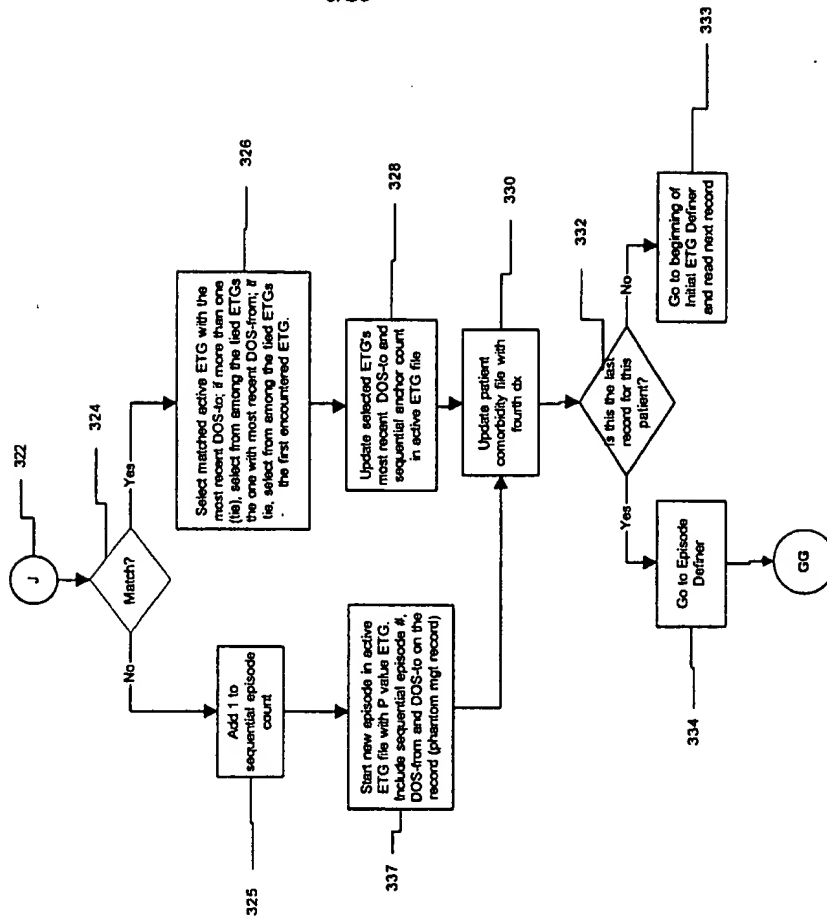 322
J
324
Match?
No
Yes
326
Select matched active ETG with the
most recent DOS-to; if more than one
(tie), select from among the tied ETGs
the one with most recent DOS-from; if
tie, select from among the tied ETGs
the first encountered ETG.
325
Add 1 to
sequential episode
count
328
Update selected ETG's
most recent DOS-to and
sequential anchor count
in active ETG file
337
Start new episode in active
ETG file with P value ETG.
Include sequential episode #,
DOS-from and DOS-to on the
record (phantom mgt record)
330
Update patient
comorbidity file with
fourth dx
332
Is this the last
record for this
patient?
Yes
No
333
Go to beginning of
Initial ETG Definer
and read next record
334
Go to Episode
Definer
GG